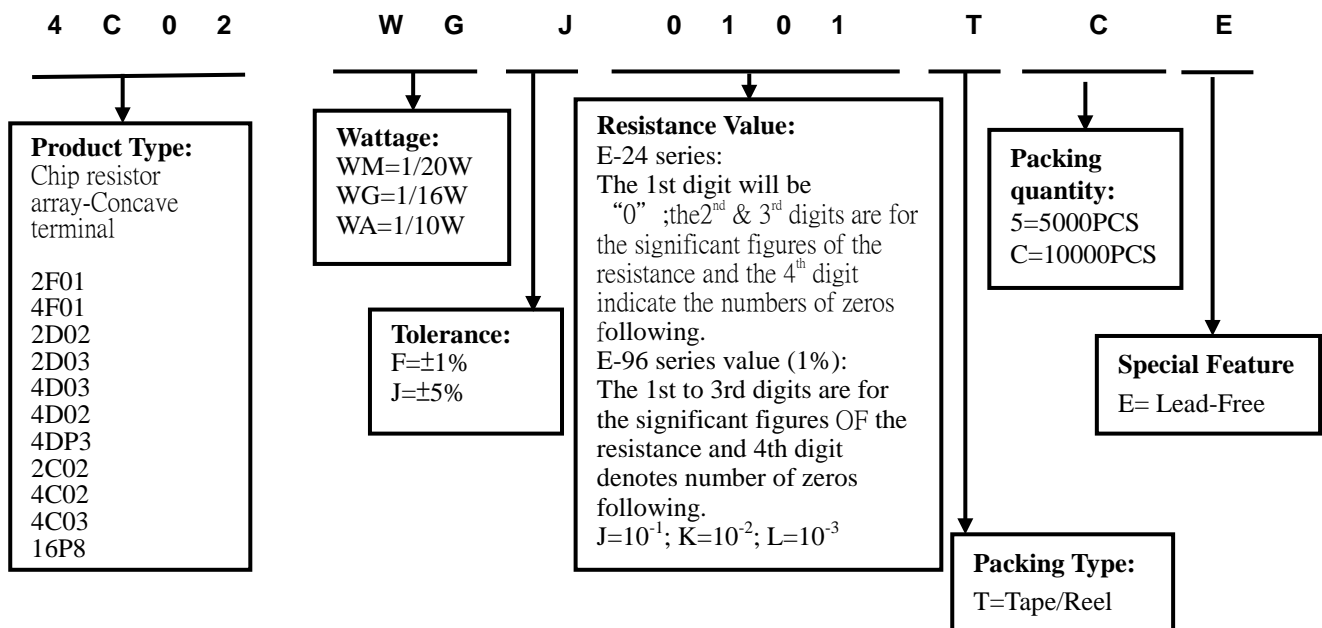 4 C 0 2 W G J 0 1 0 1 T C E
Product Type:
Chip resistor
array-Concave
terminal
2F01
4F01
2D02
2D03
4D03
4D02
4DP3
2C02
4C02
4C03
16P8
Wattage:
WM=1/20W
WG=1/16W
WA=1/10W
Tolerance:
F=±1%
J=±5%
Resistance Value:
E-24 series:
The 1st digit will be
“0” ;the2nd & 3rd digits are for
the significant figures of the
resistance and the 4th digit
indicate the numbers of zeros
following.
E-96 series value (1%):
The 1st to 3rd digits are for
the significant figures OF the
resistance and 4th digit
denotes number of zeros
following.
J=10-1; K=10-2; L=10-3
Packing Type:
T=Tape/Reel
Packing
quantity:
5=5000PCS
C=10000PCS
Special Feature
E= Lead-Free